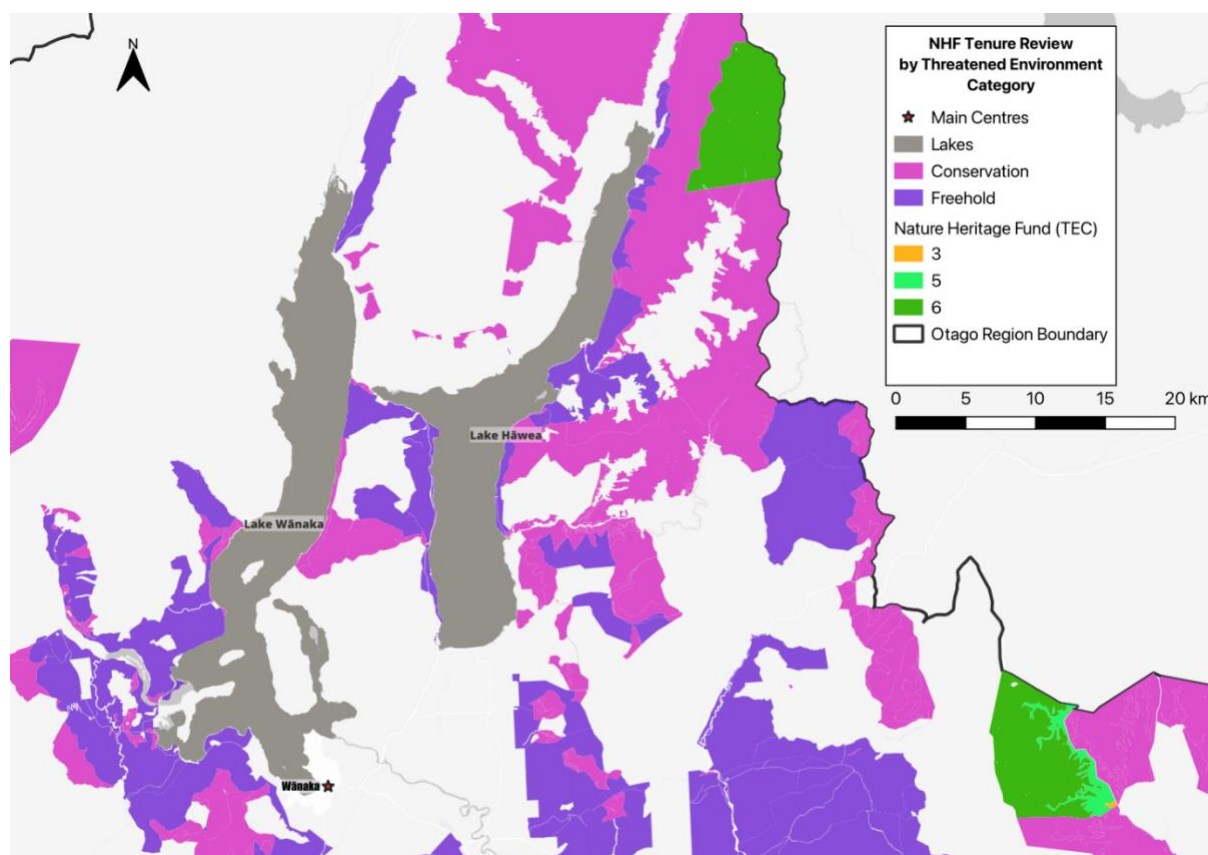 N
NHF Tenure Review
by Threatened Environment
Category
Main Centres
Lakes
Conservation
Freehold
Nature Heritage Fund (TEC)
3
5
6
Otago Region Boundary
0 5 10 15 20 km
Lake Hāwea
Lake Wānaka
Wānaka